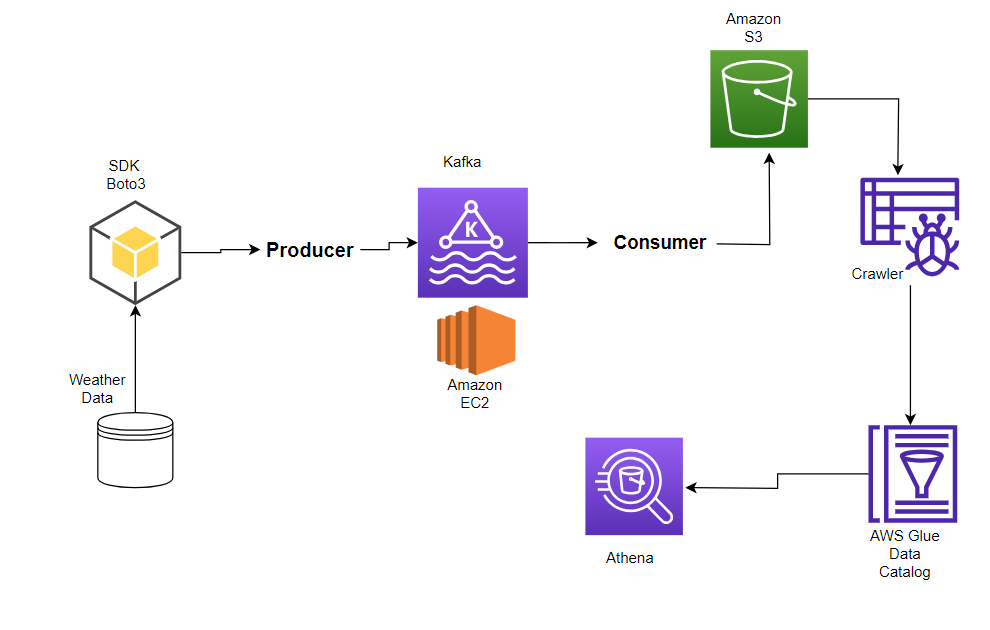 Amazon
S3
SDK
Boto3
Kafka
K
Producer
Consumer
Crawler
Weather
Data
Amazon
EC2
Athena
AWS Glue
Data
Catalog